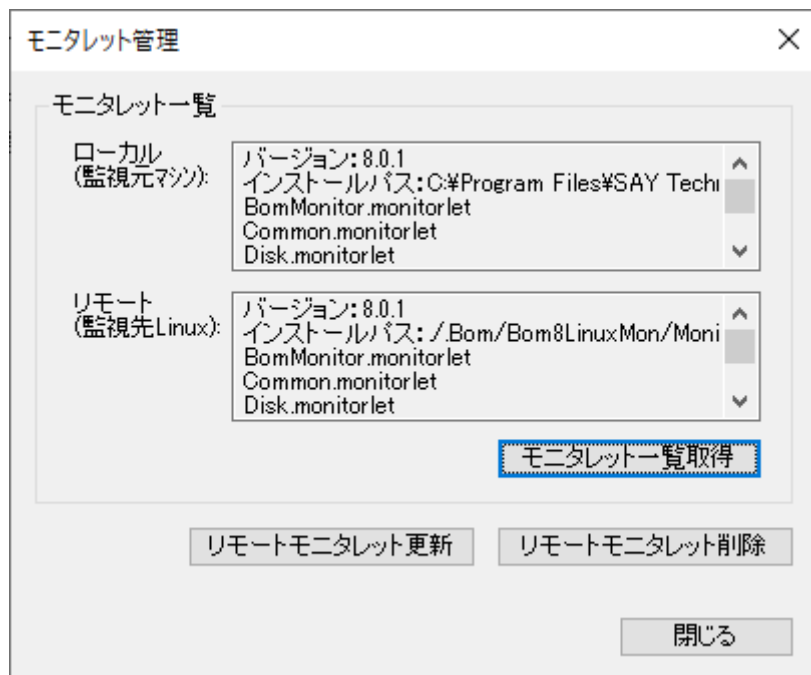 モニタレット管理
モニタレット一覧
ローカル
(監視元マシン):
バージョン: 8.0.1
インストールパス: C:¥Program Files¥SAY Techn
BomMonitor.monitorlet
Common.monitorlet
Disk.monitorlet
リモート
(監視先Linux):
バージョン: 8.0.1
インストールパス: ./.Bom/Bom8LinuxMon/Moni
BomMonitor.monitorlet
Common.monitorlet
Disk.monitorlet
モニタレット一覧取得
リモートモニタレット更新
リモートモニタレット削除
閉じる